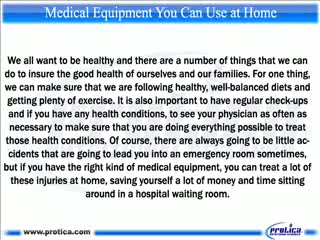 Medical Equipment You Can Use at Home
We all want to be healthy and there are a number of things that we can
do to insure the good health of ourselves and our families. For one thing,
we can make sure that we are following healthy, well-balanced diets and
getting plenty of exercise. It is also important to have regular check-ups
and if you have any health conditions, to see your physician as often as
necessary to make sure that you are doing everything possible to treat
those health conditions. Of course, there are always going to be little ac-
cidents that are going to lead you into an emergency room sometimes,
but if you have the right kind of medical equipment, you can treat a lot of
these injuries at home, saving yourself a lot of money and time sitting
around in a hospital waiting room.
www.protica.com
protica